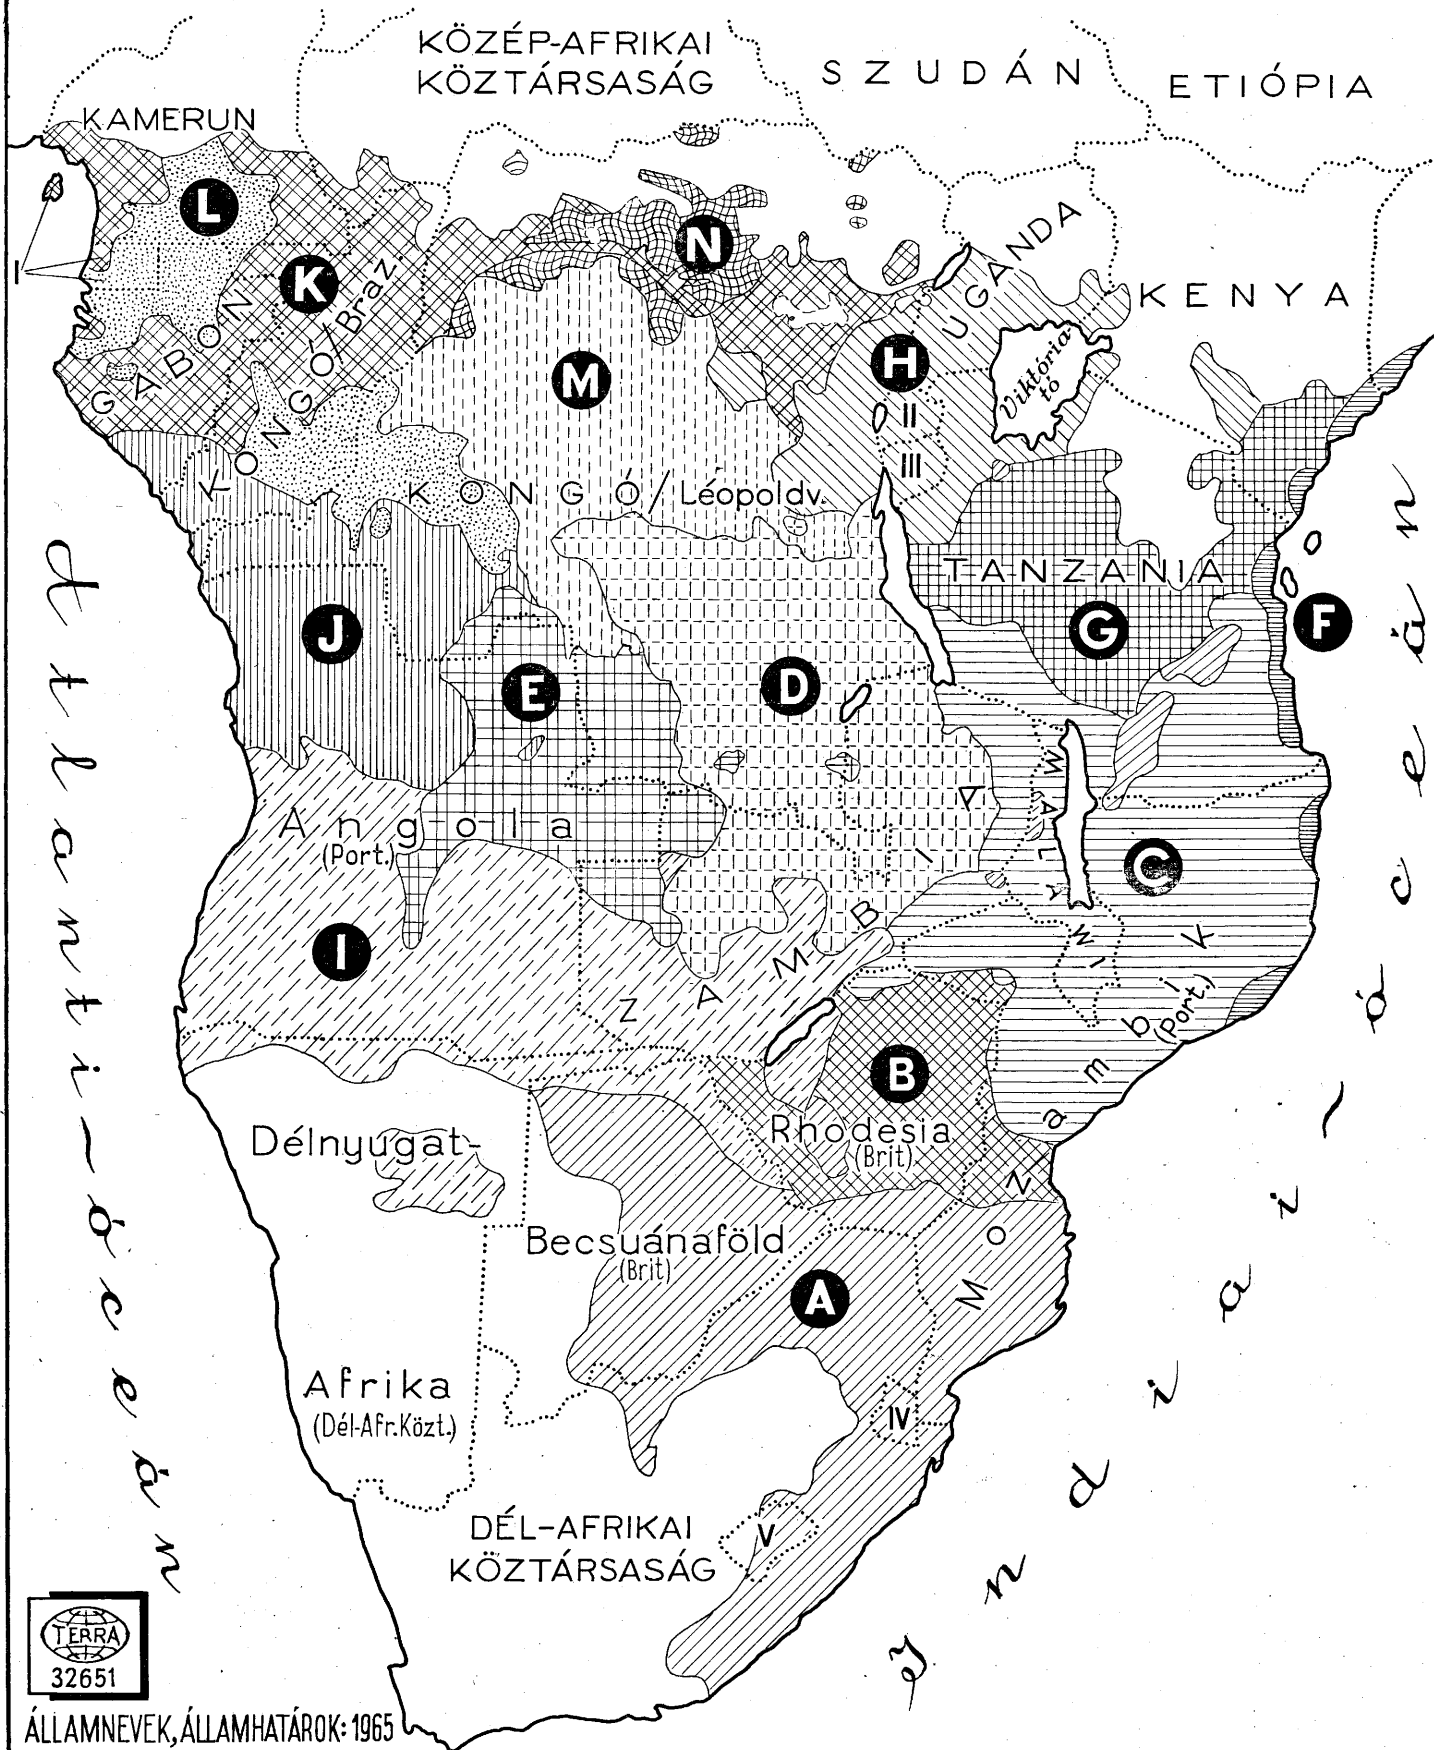 KÖZÉP-AFRIKAI
KÖZTÁRSASÁG
SZUDÁN
ETIÓPIA
KAMERUN
L
N
I
K
UGANDA
KENYA
GABON
KONGÓ/Braz.
M
H
Viktória-
tó
II
III
KONGÓ/Léopoldv.
TANZANIA
J
E
D
G
F
Angola
(Port.)
ZAMBIA
MALAWI
C
I
Mozambik
(Port.)
B
Rhodesia
(Brit)
Délnyugat-
Afrika
(Dél-Afr.Közt.)
Becsuánaföld
(Brit)
A
IV
V
DÉL-AFRIKAI
KÖZTÁRSASÁG
Atlanti-óceán
Indiai-óceán
TERRA
32651
ÁLLAMNEVEK, ÁLLAMHATÁROK: 1965